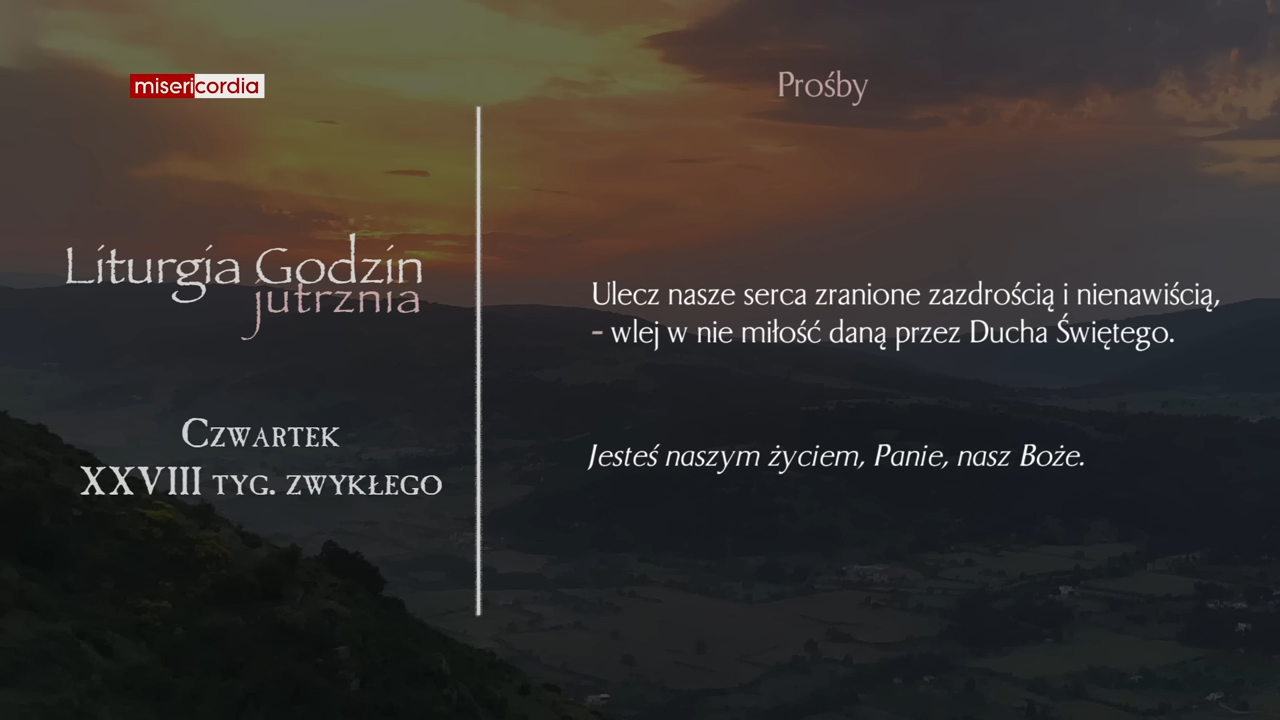 misericordia
Liturgia Godzin
jutrznia
Czwartek
XXVIII tyg. zwykłego
Prośby
Ulecz nasze serca zranione zazdrością i nienawiścią,
- wlej w nie miłość daną przez Ducha Świętego.
Jesteś naszym życiem, Panie, nasz Boże.